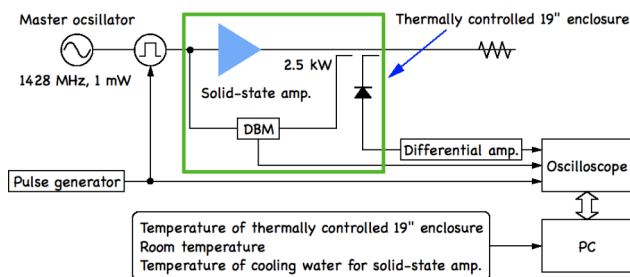 Master ocsillator
Thermally controlled 19" enclosure
1428 MHz, 1 mW
2.5 kW
Solid-state amp.
DBM
Differential amp.
Oscilloscope
Pulse generator
Temperature of thermally controlled 19" enclosure
Room temperature
Temperature of cooling water for solid-state amp.
PC